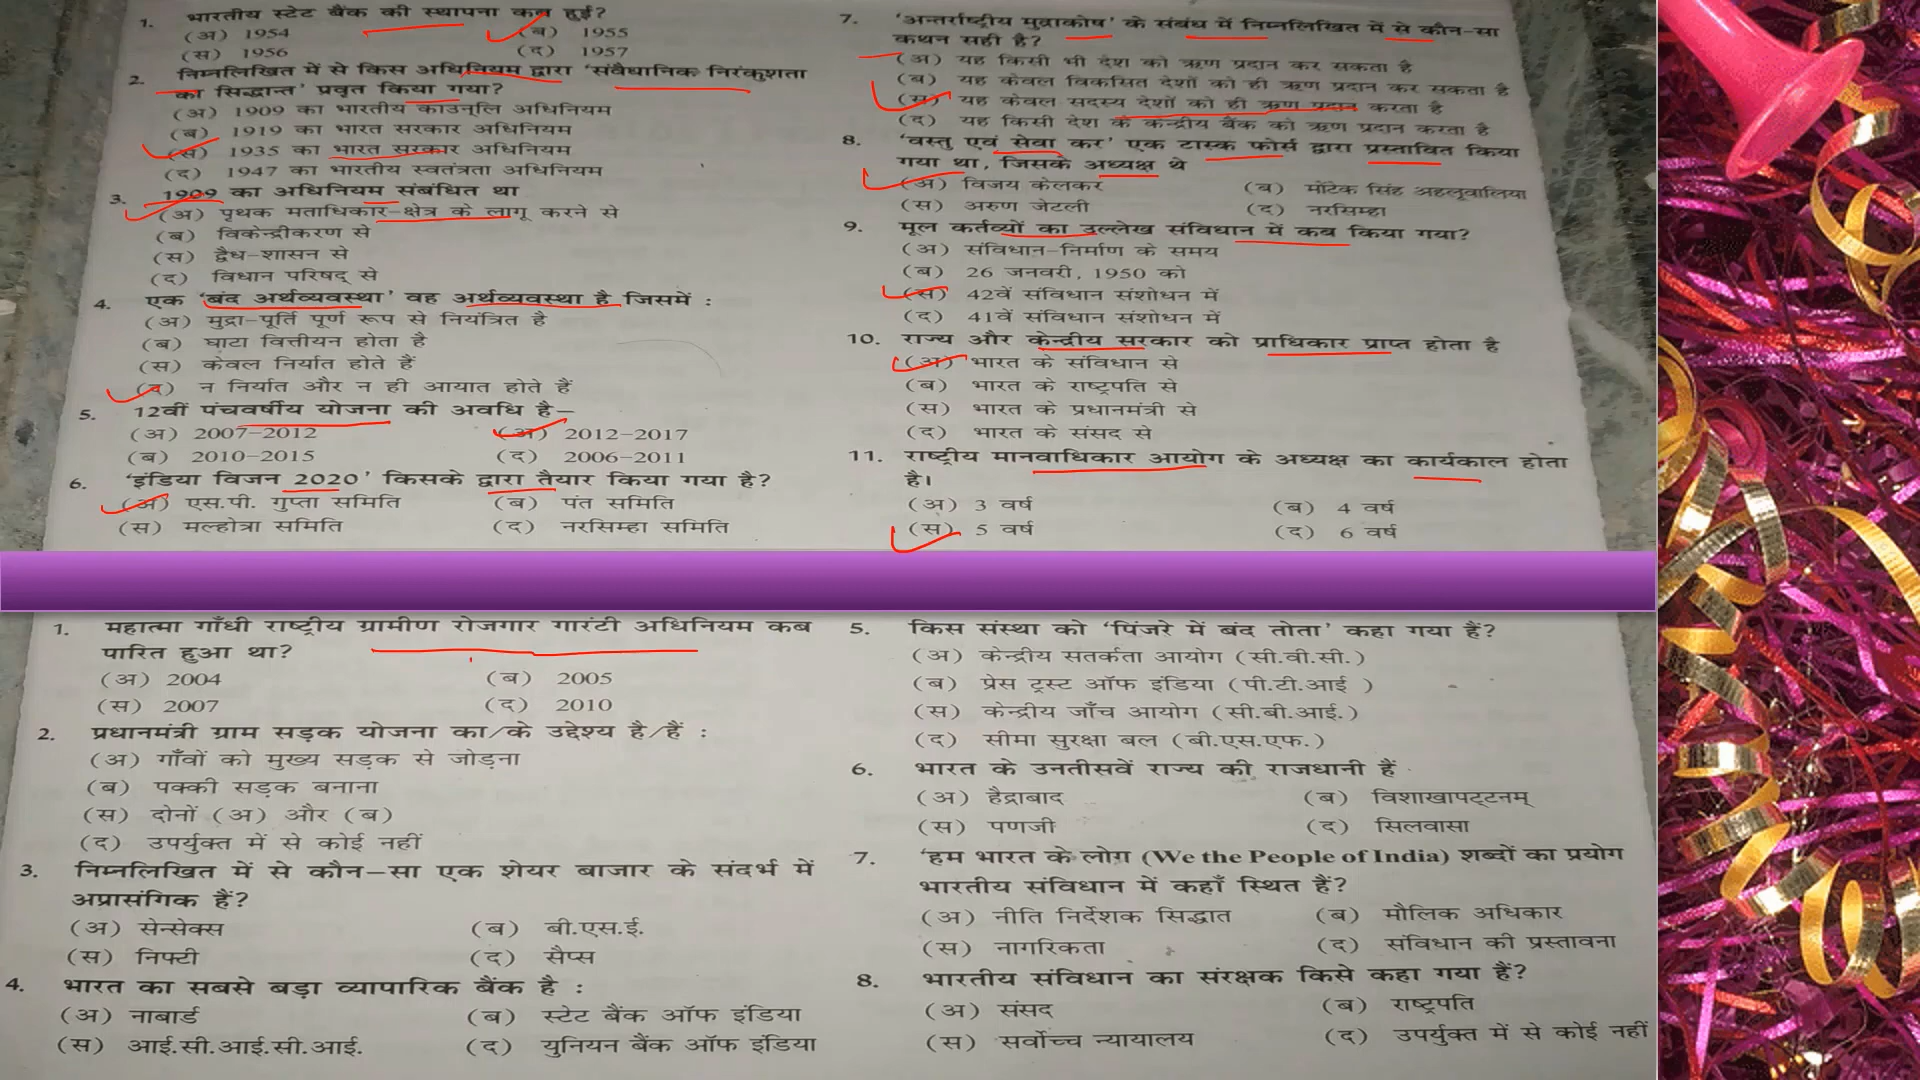 1. भारतीय स्टेट बैंक की स्थापना कब हुई?
(अ) 1954 (ब) 1955
(स) 1956 (द) 1957
2. निम्नलिखित में से किस अधिनियम द्वारा 'संवैधानिक निरंकुशता
का सिद्धान्त' प्रवृत किया गया?
(अ) 1909 का भारतीय काउन्लि अधिनियम
(ब) 1919 का भारत सरकार अधिनियम
(स) 1935 का भारत सरकार अधिनियम
(द) 1947 का भारतीय स्वतंत्रता अधिनियम
3. 1909 का अधिनियम संबंधित था
(अ) पृथक मताधिकार-क्षेत्र के लागू करने से
(ब) विकेन्द्रीकरण से
(स) द्वैध-शासन से
(द) विधान परिषद् से
4. एक 'बंद अर्थव्यवस्था' वह अर्थव्यवस्था है जिसमें :
(अ) मुद्रा-पूर्ति पूर्ण रूप से नियंत्रित है
(ब) घाटा वित्तीयन होता है
(स) केवल निर्यात होते हैं
(द) न निर्यात और न ही आयात होते हैं
5. 12वीं पंचवर्षीय योजना की अवधि है–
(अ) 2007–2012 (अ) 2012–2017
(ब) 2010–2015 (द) 2006–2011
6. 'इंडिया विजन 2020' किसके द्वारा तैयार किया गया है?
(अ) एस.पी. गुप्ता समिति (ब) पंत समिति
(स) मल्होत्रा समिति (द) नरसिम्हा समिति
7. 'अन्तर्राष्ट्रीय मुद्राकोष' के संबंध में निम्नलिखित में से कौन-सा
कथन सही है?
(अ) यह किसी भी देश को ऋण प्रदान कर सकता है
(ब) यह केवल विकसित देशों को ही ऋण प्रदान कर सकता है
(स) यह केवल सदस्य देशों को ही ऋण प्रदान करता है
(द) यह किसी देश के केन्द्रीय बैंक को ऋण प्रदान करता है
8. 'वस्तु एवं सेवा कर' एक टास्क फोर्स द्वारा प्रस्तावित किया
गया था, जिसके अध्यक्ष थे
(अ) विजय केलकर (ब) मोंटेक सिंह अहलूवालिया
(स) अरुण जेटली (द) नरसिम्हा
9. मूल कर्तव्यों का उल्लेख संविधान में कब किया गया?
(अ) संविधान-निर्माण के समय
(ब) 26 जनवरी, 1950 को
(स) 42वें संविधान संशोधन में
(द) 41वें संविधान संशोधन में
10. राज्य और केन्द्रीय सरकार को प्राधिकार प्राप्त होता है
(अ) भारत के संविधान से
(ब) भारत के राष्ट्रपति से
(स) भारत के प्रधानमंत्री से
(द) भारत के संसद से
11. राष्ट्रीय मानवाधिकार आयोग के अध्यक्ष का कार्यकाल होता
है।
(अ) 3 वर्ष (ब) 4 वर्ष
(स) 5 वर्ष (द) 6 वर्ष
1. महात्मा गाँधी राष्ट्रीय ग्रामीण रोजगार गारंटी अधिनियम कब
पारित हुआ था?
(अ) 2004 (ब) 2005
(स) 2007 (द) 2010
2. प्रधानमंत्री ग्राम सड़क योजना का/के उद्देश्य है/हैं :
(अ) गाँवों को मुख्य सड़क से जोड़ना
(ब) पक्की सड़क बनाना
(स) दोनों (अ) और (ब)
(द) उपर्युक्त में से कोई नहीं
3. निम्नलिखित में से कौन-सा एक शेयर बाजार के संदर्भ में
अप्रासंगिक हैं?
(अ) सेन्सेक्स (ब) बी.एस.ई.
(स) निफ्टी (द) सैप्स
4. भारत का सबसे बड़ा व्यापारिक बैंक है :
(अ) नाबार्ड (ब) स्टेट बैंक ऑफ इंडिया
(स) आई.सी.आई.सी.आई. (द) युनियन बैंक ऑफ इंडिया
5. किस संस्था को 'पिंजरे में बंद तोता' कहा गया हैं?
(अ) केन्द्रीय सतर्कता आयोग (सी.वी.सी.)
(ब) प्रेस ट्रस्ट ऑफ इंडिया (पी.टी.आई )
(स) केन्द्रीय जाँच आयोग (सी.बी.आई.)
(द) सीमा सुरक्षा बल (बी.एस.एफ.)
6. भारत के उनतीसवें राज्य की राजधानी हैं
(अ) हैद्राबाद (ब) विशाखापट्टनम्
(स) पणजी (द) सिलवासा
7. 'हम भारत के लोग (We the People of India) शब्दों का प्रयोग
भारतीय संविधान में कहाँ स्थित हैं?
(अ) नीति निर्देशक सिद्धात (ब) मौलिक अधिकार
(स) नागरिकता (द) संविधान की प्रस्तावना
8. भारतीय संविधान का संरक्षक किसे कहा गया हैं?
(अ) संसद (ब) राष्ट्रपति
(स) सर्वोच्च न्यायालय (द) उपर्युक्त में से कोई नहीं